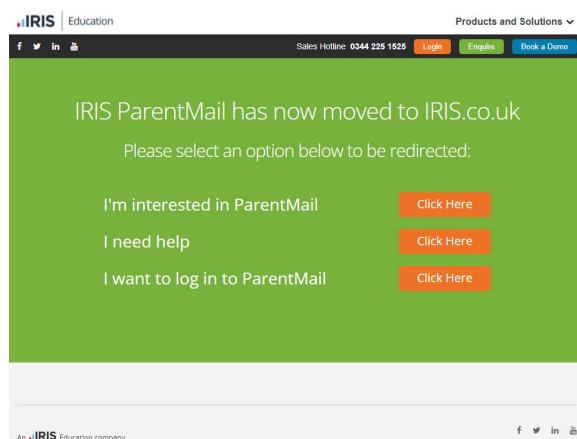 IRIS Education
Products and Solutions
Sales Hotline 0344 225 1525 Login Enquire Book a Demo
IRIS ParentMail has now moved to IRIS.co.uk
Please select an option below to be redirected:
I'm interested in ParentMail Click Here
I need help Click Here
I want to log in to ParentMail Click Here
An IRIS Education company